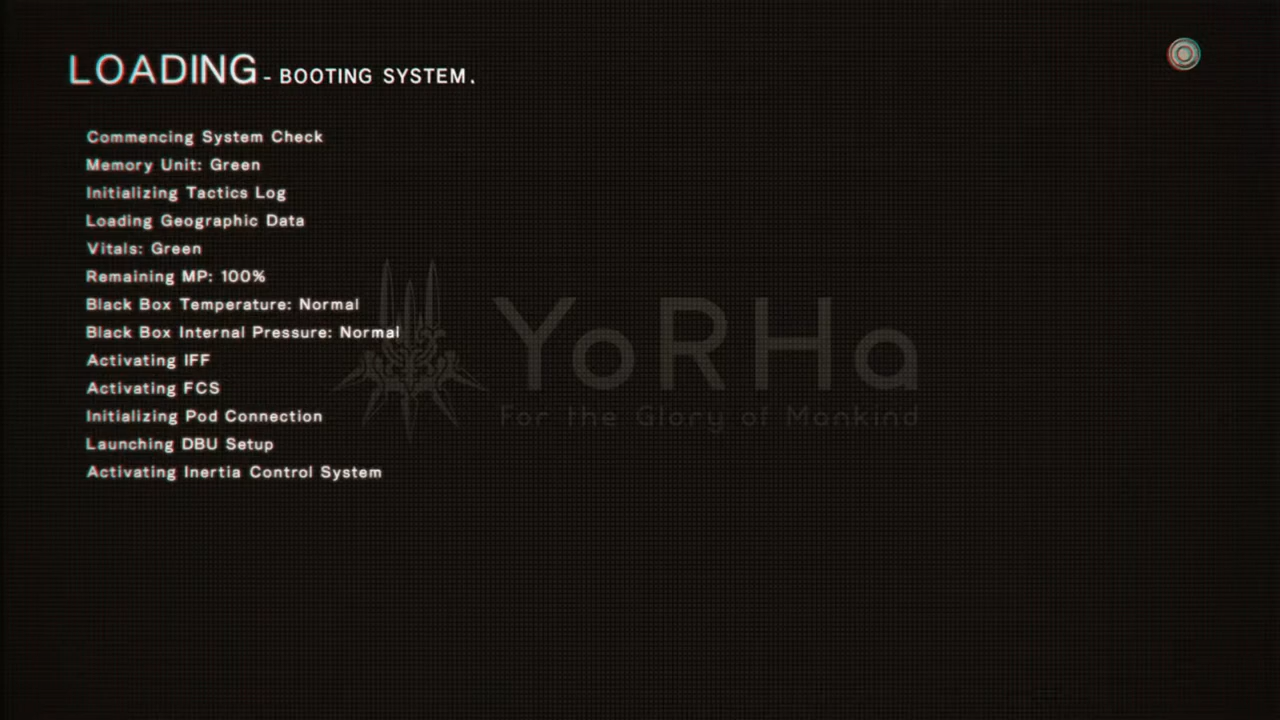 LOADING - BOOTING SYSTEM.
Commencing System Check
Memory Unit: Green
Initializing Tactics Log
Loading Geographic Data
Vitals: Green
Remaining MP: 100%
Black Box Temperature: Normal
Black Box Internal Pressure: Normal
Activating IFF
Activating FCS
Initializing Pod Connection
Launching DBU Setup
Activating Inertia Control System
YoRHa
For the Glory of Mankind